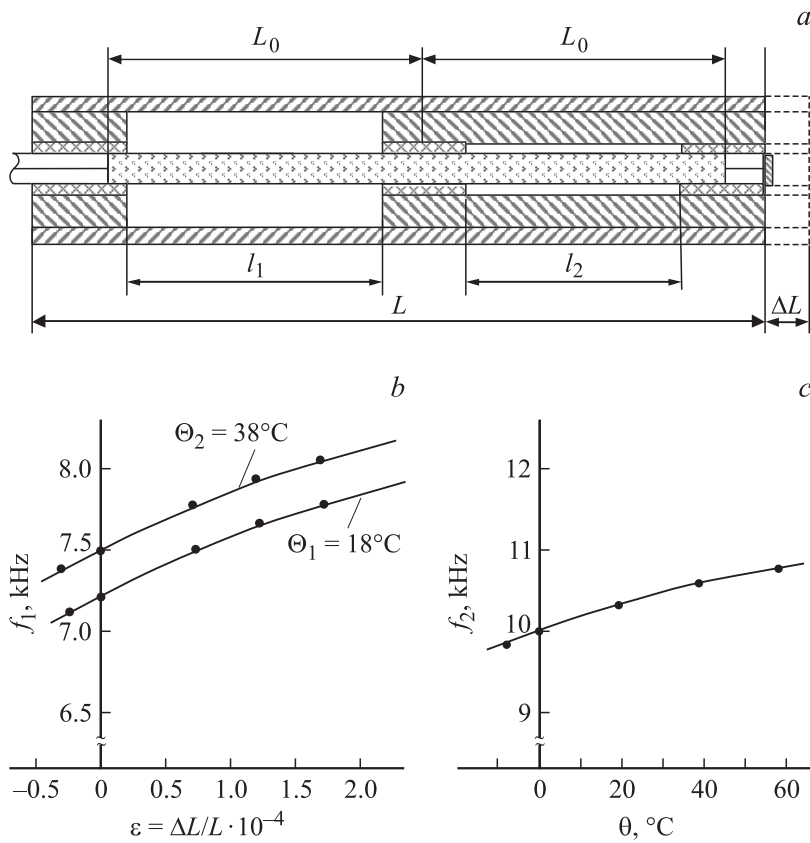 a
L₀ L₀
l₁ l₂
L ΔL
b
Θ₂ = 38°C
8.0
7.5
Θ₁ = 18°C
f₁, kHz
7.0
6.5
–0.5 0 0.5 1.0 1.5 2.0
ε = ΔL/L · 10⁻⁴
c
12
11
f₂, kHz
10
9
0 20 40 60
θ, °C